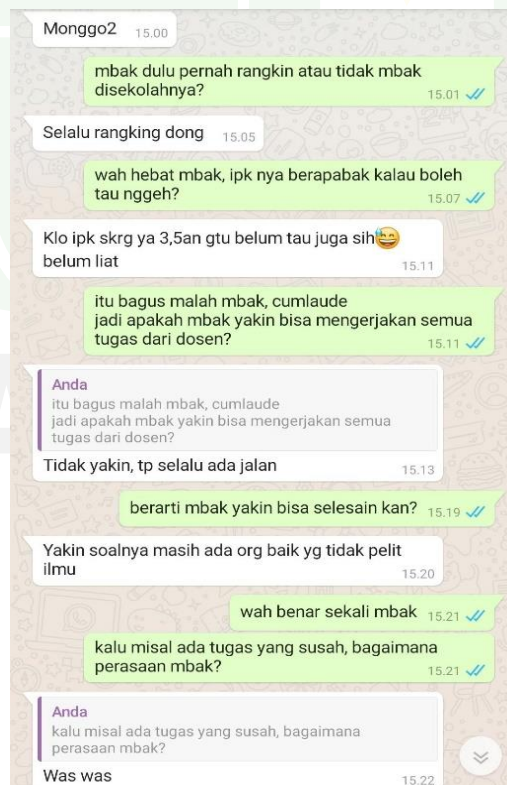 Monggo2 15.00
mbak dulu pernah rangkin atau tidak mbak
disekolahnya? 15.01
Selalu rangking dong 15.05
wah hebat mbak, ipk nya berapabak kalau boleh
tau nggeh? 15.07
Klo ipk skrg ya 3,5an gtu belum tau juga sih😅
belum liat 15.11
itu bagus malah mbak, cumlaude
jadi apakah mbak yakin bisa mengerjakan semua
tugas dari dosen? 15.11
Anda
itu bagus malah mbak, cumlaude
jadi apakah mbak yakin bisa mengerjakan semua
tugas dari dosen?
Tidak yakin, tp selalu ada jalan 15.13
berarti mbak yakin bisa selesain kan? 15.19
Yakin soalnya masih ada org baik yg tidak pelit
ilmu 15.20
wah benar sekali mbak 15.21
kalu misal ada tugas yang susah, bagaimana
perasaan mbak? 15.21
Anda
kalu misal ada tugas yang susah, bagaimana
perasaan mbak?
Was was 15.22